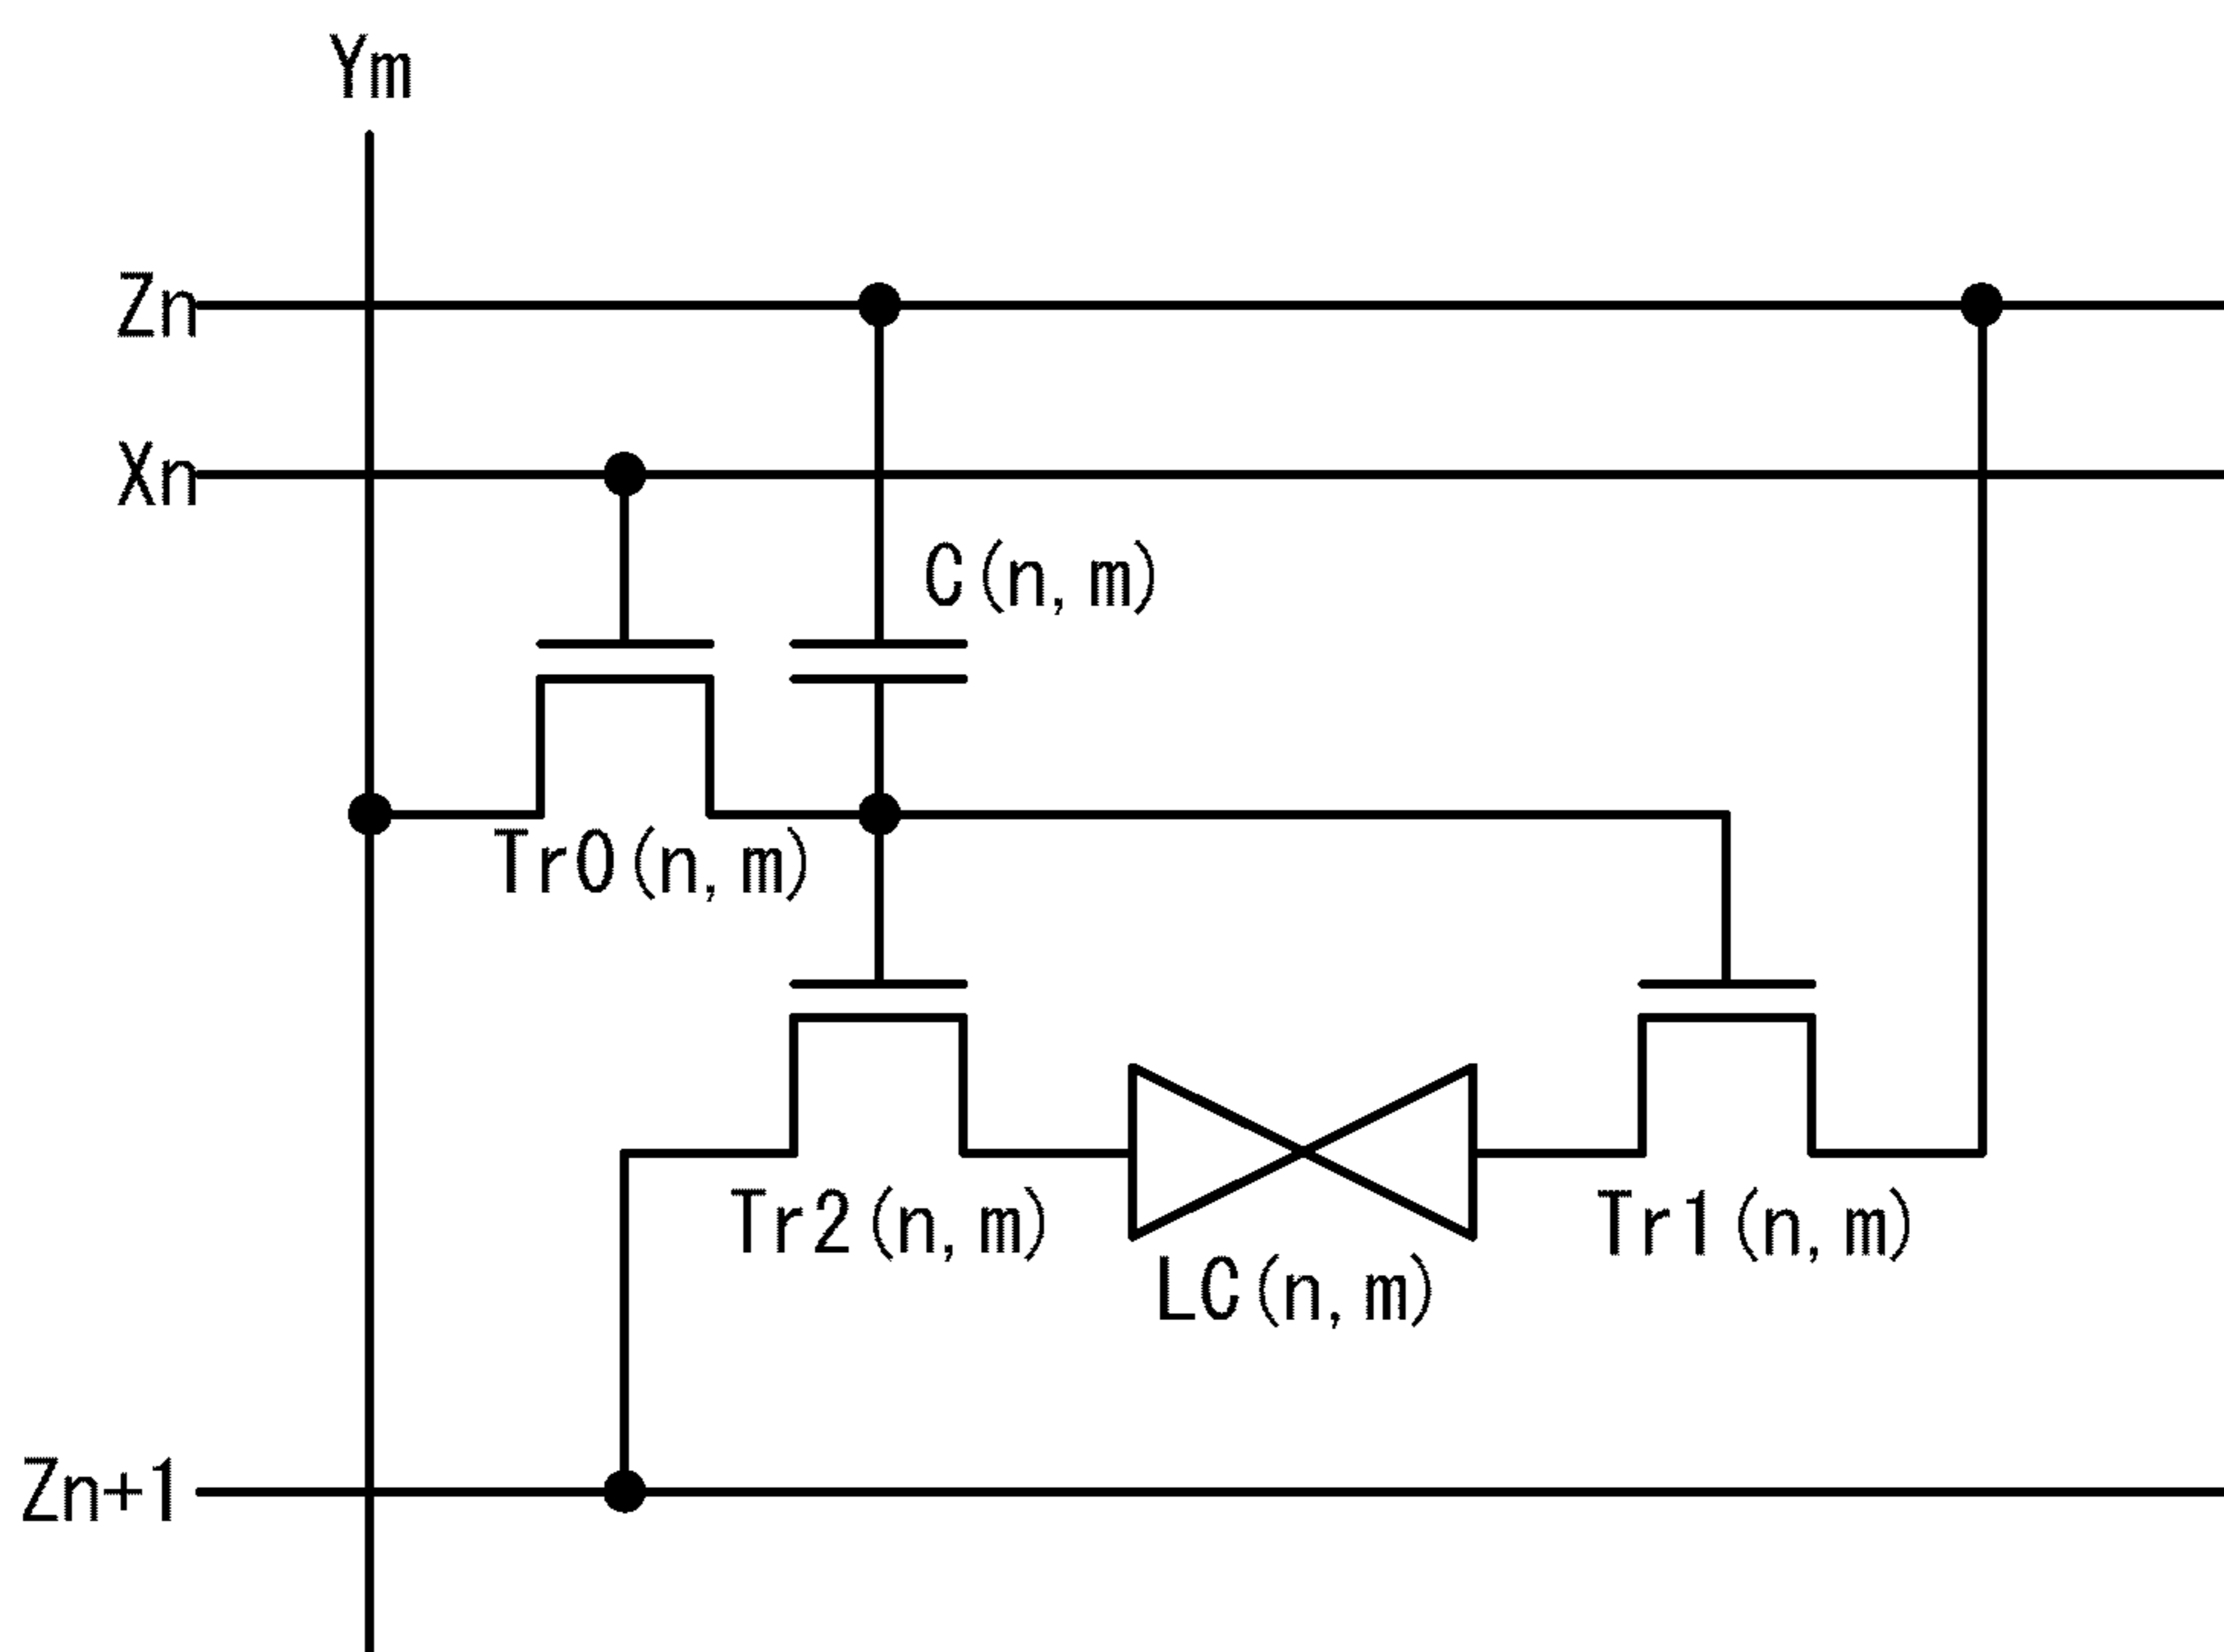 Ym
Zn
Xn
C(n,m)
Tr0(n,m)
Tr2(n,m)
Tr1(n,m)
LC(n,m)
Zn+1